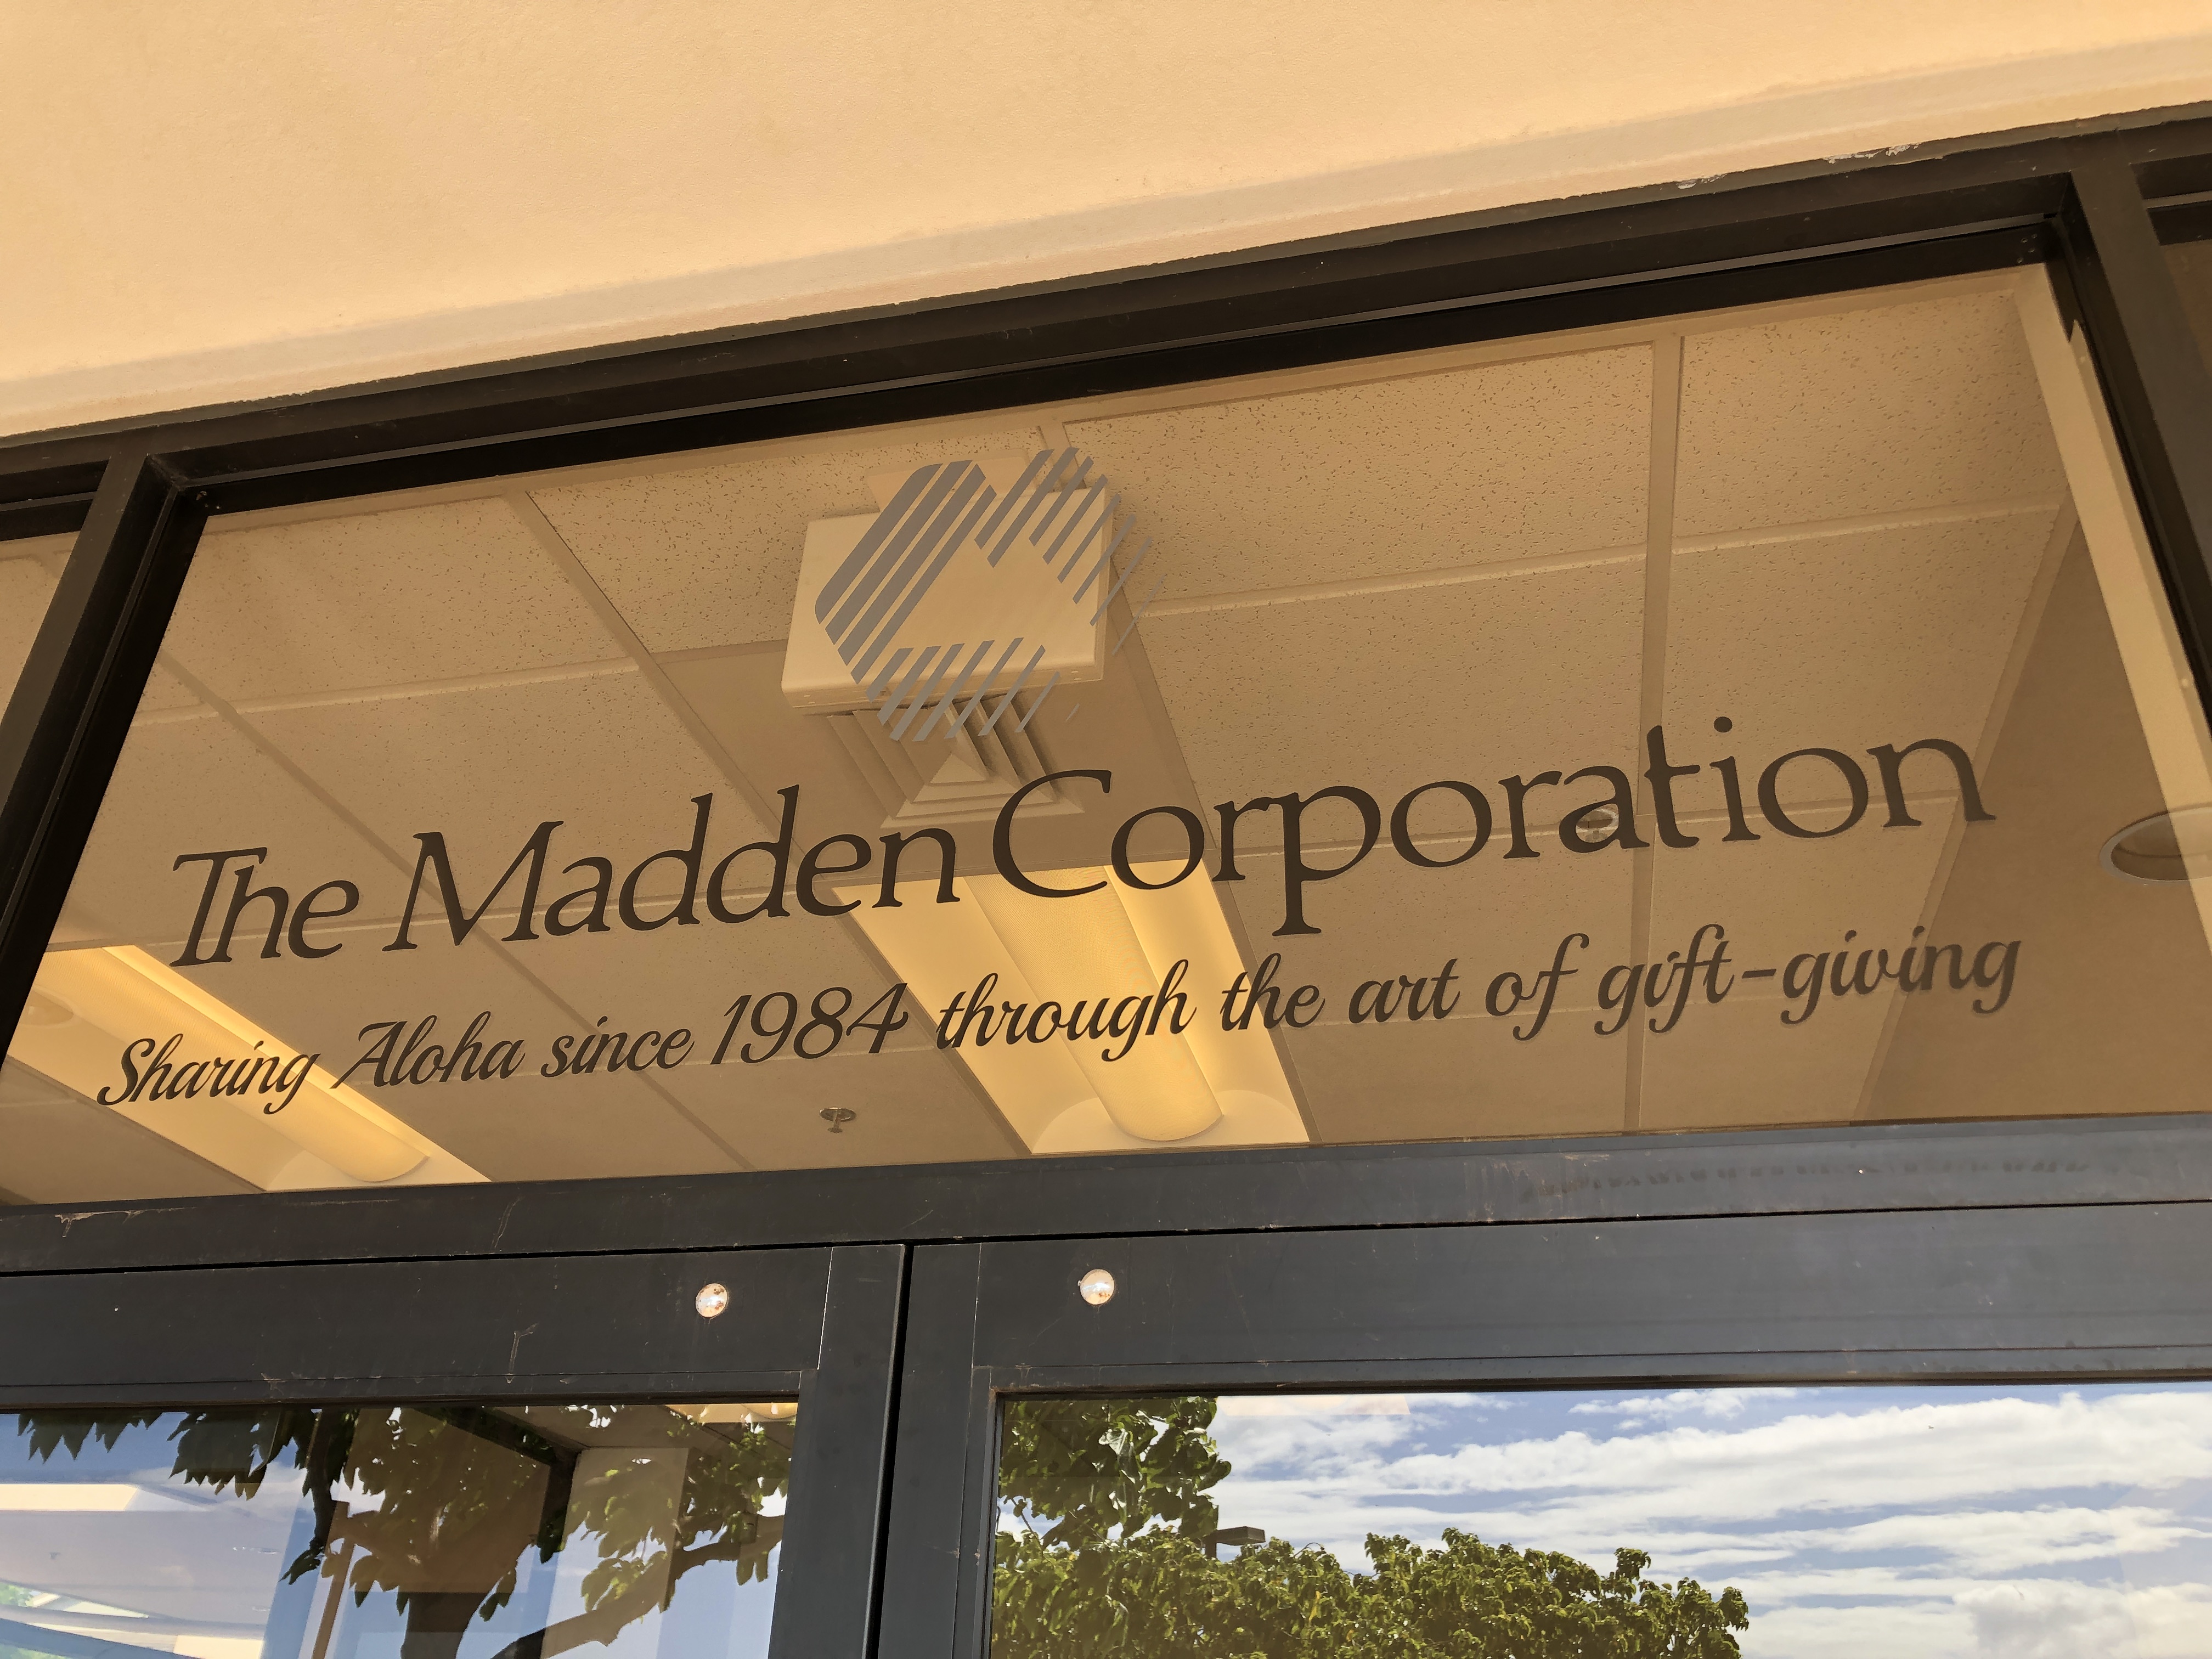 The Madden Corporation
Sharing Aloha since 1984 through the art of gift-giving